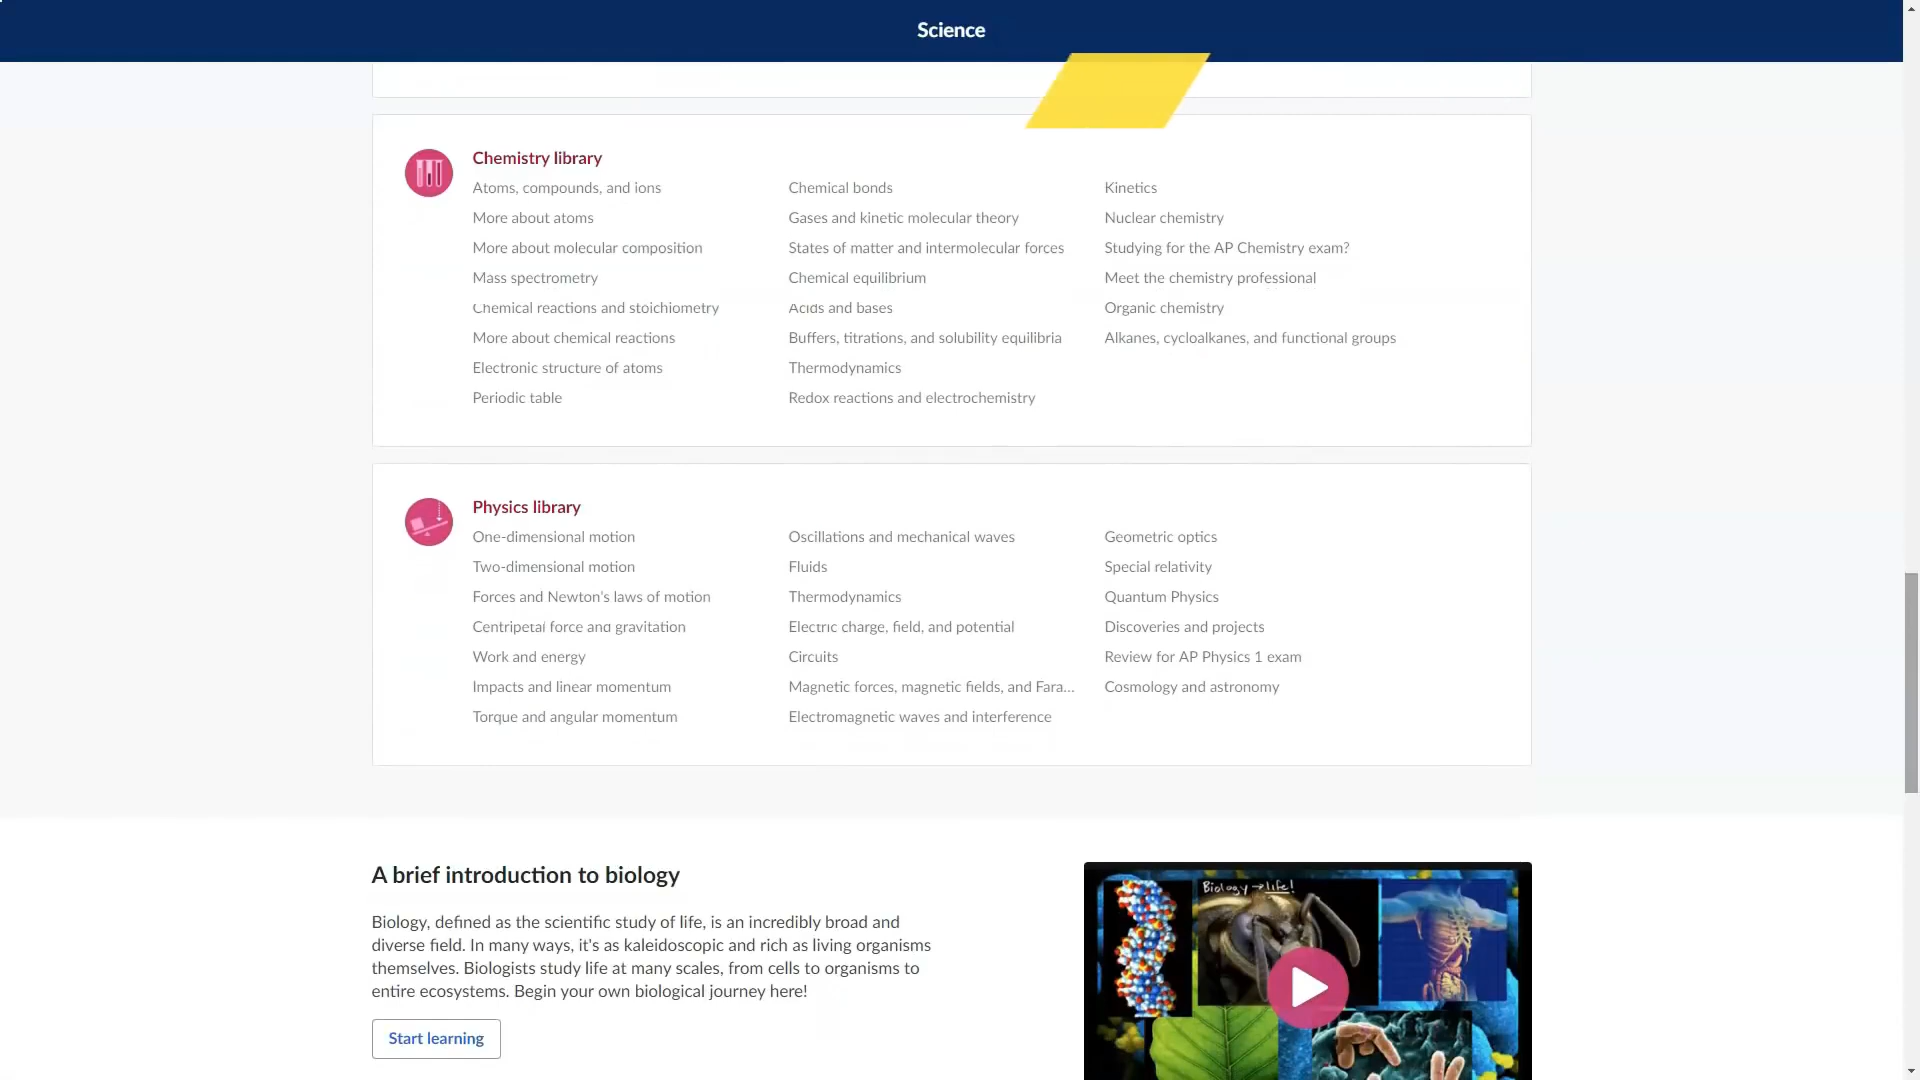 Science
Chemistry library
Atoms, compounds, and ions
More about atoms
More about molecular composition
Mass spectrometry
Chemical reactions and stoichiometry
More about chemical reactions
Electronic structure of atoms
Periodic table
Chemical bonds
Gases and kinetic molecular theory
States of matter and intermolecular forces
Chemical equilibrium
Acids and bases
Buffers, titrations, and solubility equilibria
Thermodynamics
Redox reactions and electrochemistry
Kinetics
Nuclear chemistry
Studying for the AP Chemistry exam?
Meet the chemistry professional
Organic chemistry
Alkanes, cycloalkanes, and functional groups
Physics library
One-dimensional motion
Two-dimensional motion
Forces and Newton's laws of motion
Centripetal force and gravitation
Work and energy
Impacts and linear momentum
Torque and angular momentum
Oscillations and mechanical waves
Fluids
Thermodynamics
Electric charge, field, and potential
Circuits
Magnetic forces, magnetic fields, and Fara...
Electromagnetic waves and interference
Geometric optics
Special relativity
Quantum Physics
Discoveries and projects
Review for AP Physics 1 exam
Cosmology and astronomy
A brief introduction to biology
Biology, defined as the scientific study of life, is an incredibly broad and
diverse field. In many ways, it's as kaleidoscopic and rich as living organisms
themselves. Biologists study life at many scales, from cells to organisms to
entire ecosystems. Begin your own biological journey here!
Start learning
Biology → life!